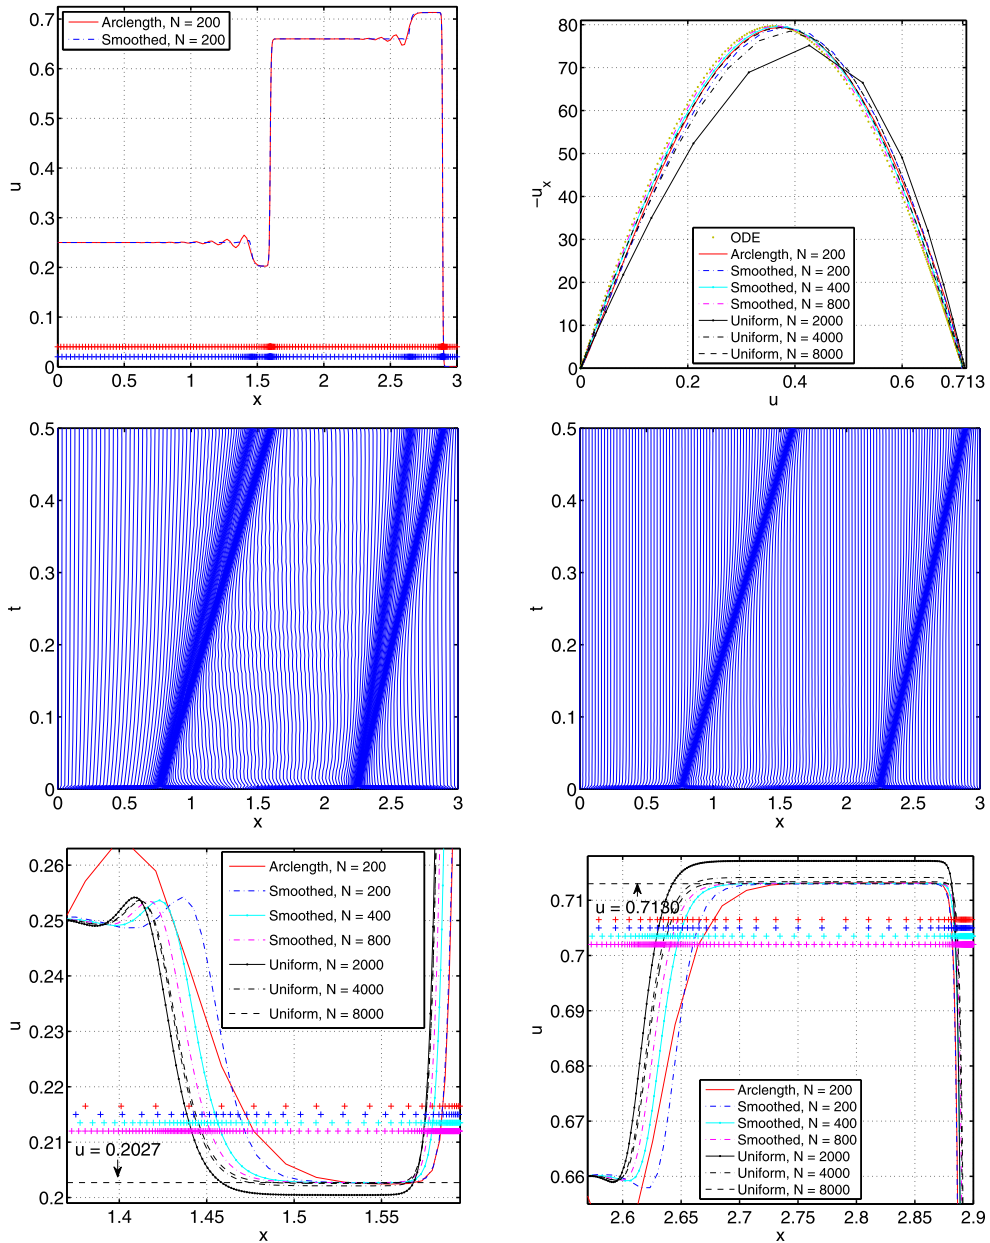 0.7
0.6
0.5
0.4
0.3
0.2
0.1
0
u
Arclength, N = 200
Smoothed, N = 200
0 0.5 1 1.5 2 2.5 3
x
80
70
60
50
40
30
20
10
0
−uₓ
ODE
Arclength, N = 200
Smoothed, N = 200
Smoothed, N = 400
Smoothed, N = 800
Uniform, N = 2000
Uniform, N = 4000
Uniform, N = 8000
0 0.2 0.4 0.6 0.713
u
0.5
0.4
0.3
0.2
0.1
0
t
0 0.5 1 1.5 2 2.5 3
x
0.5
0.4
0.3
0.2
0.1
0
t
0 0.5 1 1.5 2 2.5 3
x
0.26
0.25
0.24
0.23
0.22
0.21
0.2
u
Arclength, N = 200
Smoothed, N = 200
Smoothed, N = 400
Smoothed, N = 800
Uniform, N = 2000
Uniform, N = 4000
Uniform, N = 8000
u = 0.2027
1.4 1.45 1.5 1.55
x
0.71
0.7
0.69
0.68
0.67
0.66
u
u = 0.7130
Arclength, N = 200
Smoothed, N = 200
Smoothed, N = 400
Smoothed, N = 800
Uniform, N = 2000
Uniform, N = 4000
Uniform, N = 8000
2.6 2.65 2.7 2.75 2.8 2.85 2.9
x